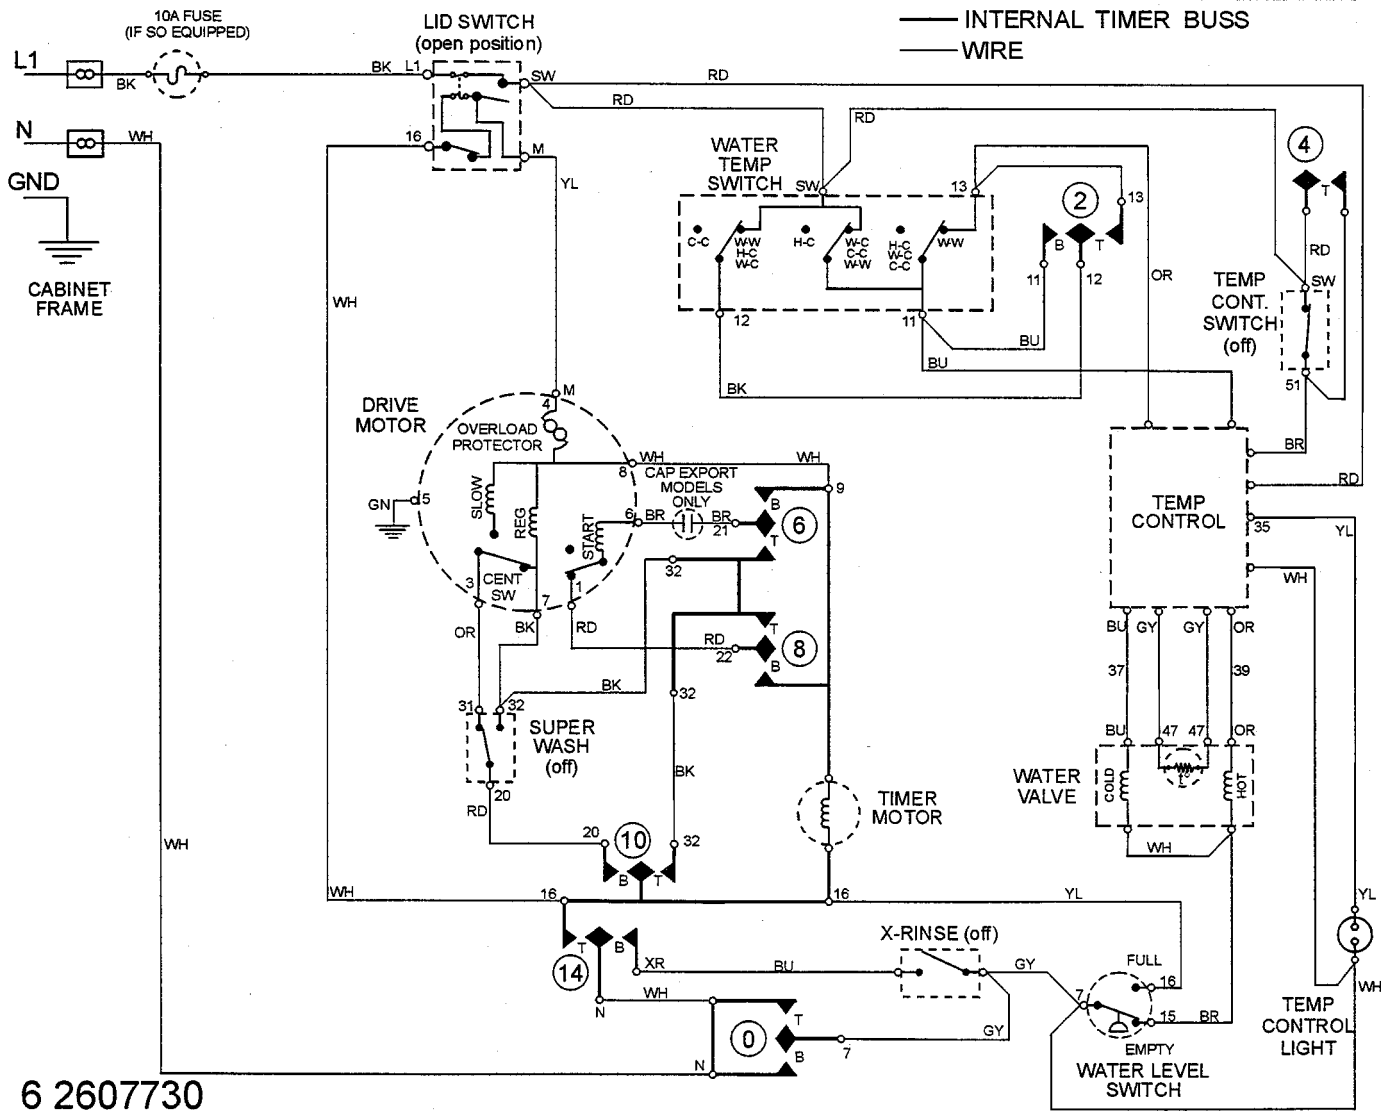 10A FUSE
(IF SO EQUIPPED)
LID SWITCH
(open position)
INTERNAL TIMER BUSS
WIRE
L1
BK
BK
L1
SW
RD
RD
RD
N
WH
16
M
YL
GND
CABINET
FRAME
WH
WATER
TEMP
SWITCH
SW
13
13
2
4
T
B
T
C-C
W-W
H-C
W-C
H-C
W-C
C-C
W-W
H-C
W-C
C-C
W-W
11
12
OR
RD
SW
TEMP
CONT.
SWITCH
(off)
12
11
BU
BU
BK
51
BR
DRIVE
MOTOR
M
4
OVERLOAD
PROTECTOR
8
WH
WH
CAP EXPORT
MODELS
ONLY
9
RD
GN
5
SLOW
REG
START
6
BR
BR
21
B
6
T
TEMP
CONTROL
35
YL
WH
32
3
CENT
SW
7
1
OR
BK
RD
RD
22
T
8
B
BU
GY
GY
OR
37
39
BK
32
31
32
SUPER
WASH
(off)
BU
47
47
OR
20
RD
BK
WATER
VALVE
COLD
t°
HOT
TIMER
MOTOR
WH
20
10
32
B
T
WH
WH
16
16
YL
YL
T
B
14
XR
BU
X-RINSE (off)
GY
FULL
16
7
15
BR
WH
N
WH
T
0
B
7
GY
EMPTY
WATER LEVEL
SWITCH
TEMP
CONTROL
LIGHT
N
6 2607730